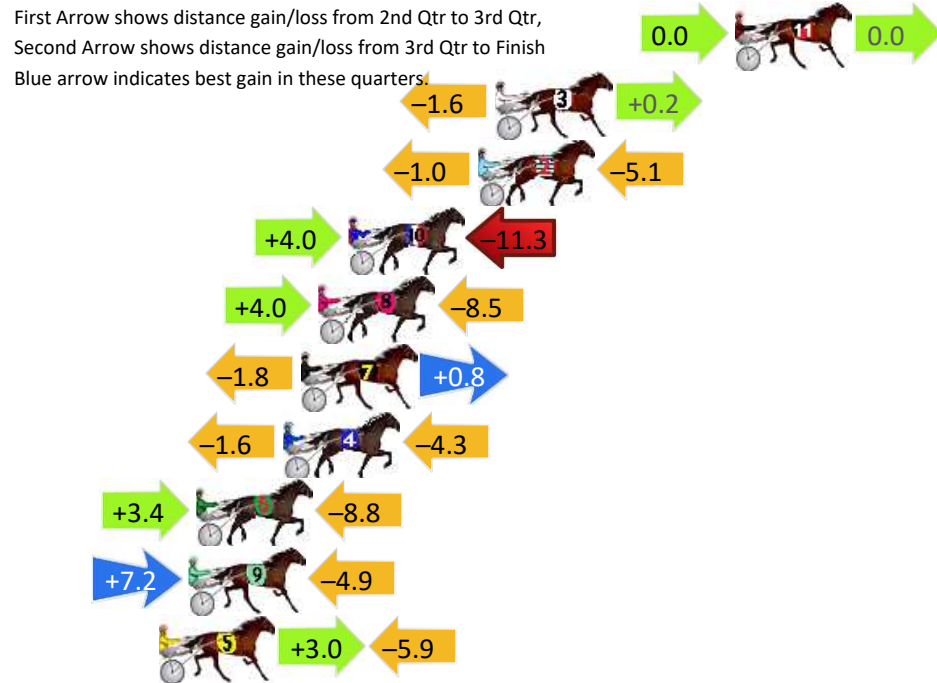 First Arrow shows distance gain/loss from 2nd Qtr to 3rd Qtr,
Second Arrow shows distance gain/loss from 3rd Qtr to Finish
Blue arrow indicates best gain in these quarters.
0.0 11 0.0
–1.6 3 +0.2
–1.0 2 –5.1
+4.0 10 –11.3
+4.0 8 –8.5
–1.8 7 +0.8
–1.6 4 –4.3
+3.4 6 –8.8
+7.2 9 –4.9
5 +3.0 –5.9